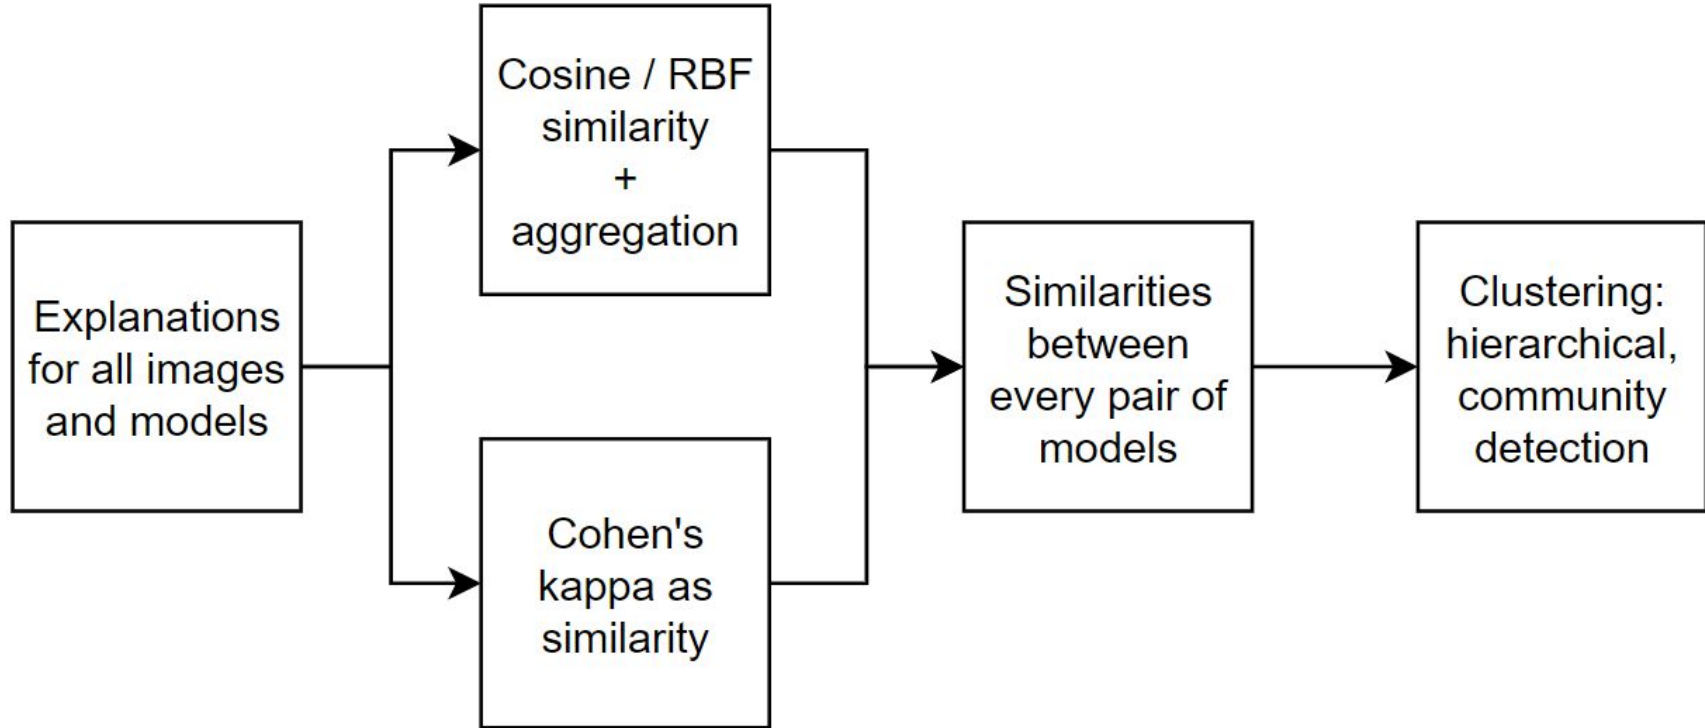 Explanations
for all images
and models
Cosine / RBF
similarity
+
aggregation
Cohen's
kappa as
similarity
Similarities
between
every pair of
models
Clustering:
hierarchical,
community
detection